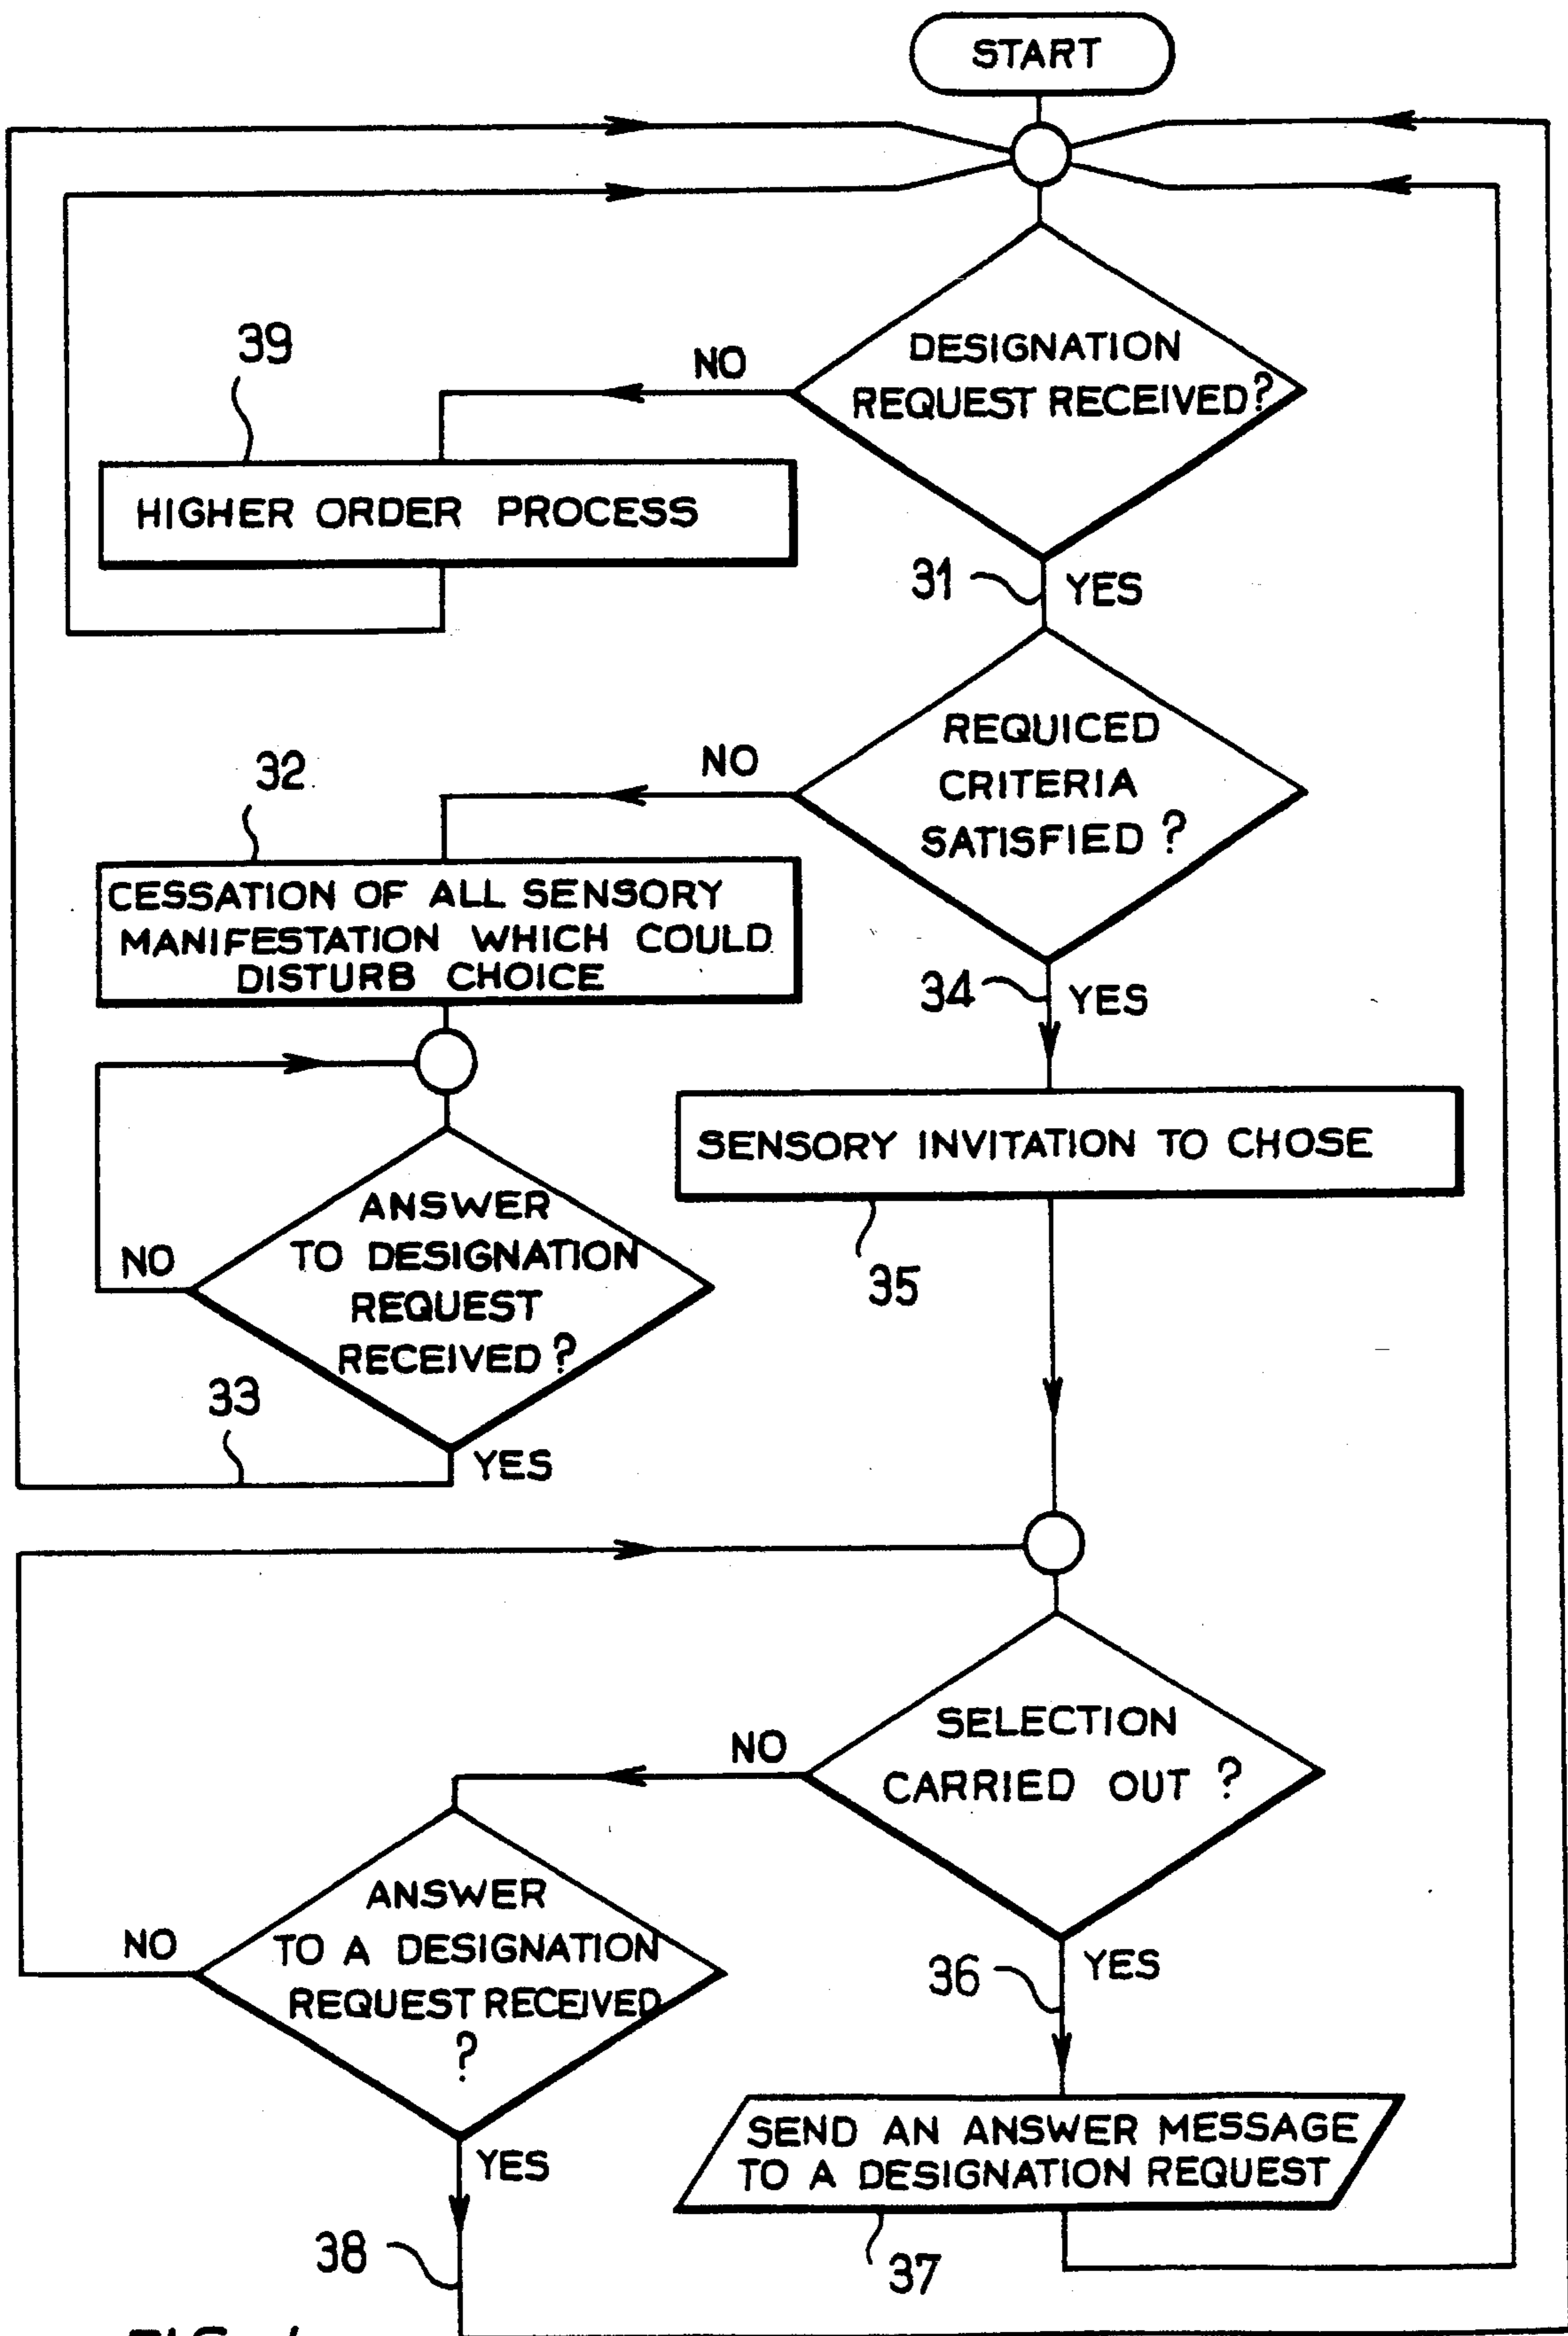 START
DESIGNATION
REQUEST RECEIVED?
NO
39
HIGHER ORDER PROCESS
31
YES
REQUICED
CRITERIA
SATISFIED ?
NO
32
CESSATION OF ALL SENSORY
MANIFESTATION WHICH COULD
DISTURB CHOICE
34
YES
SENSORY INVITATION TO CHOSE
35
ANSWER
TO DESIGNATION
REQUEST
RECEIVED ?
NO
33
YES
SELECTION
CARRIED OUT ?
NO
ANSWER
TO A DESIGNATION
REQUEST RECEIVED
?
NO
36
YES
SEND AN ANSWER MESSAGE
TO A DESIGNATION REQUEST
37
YES
38